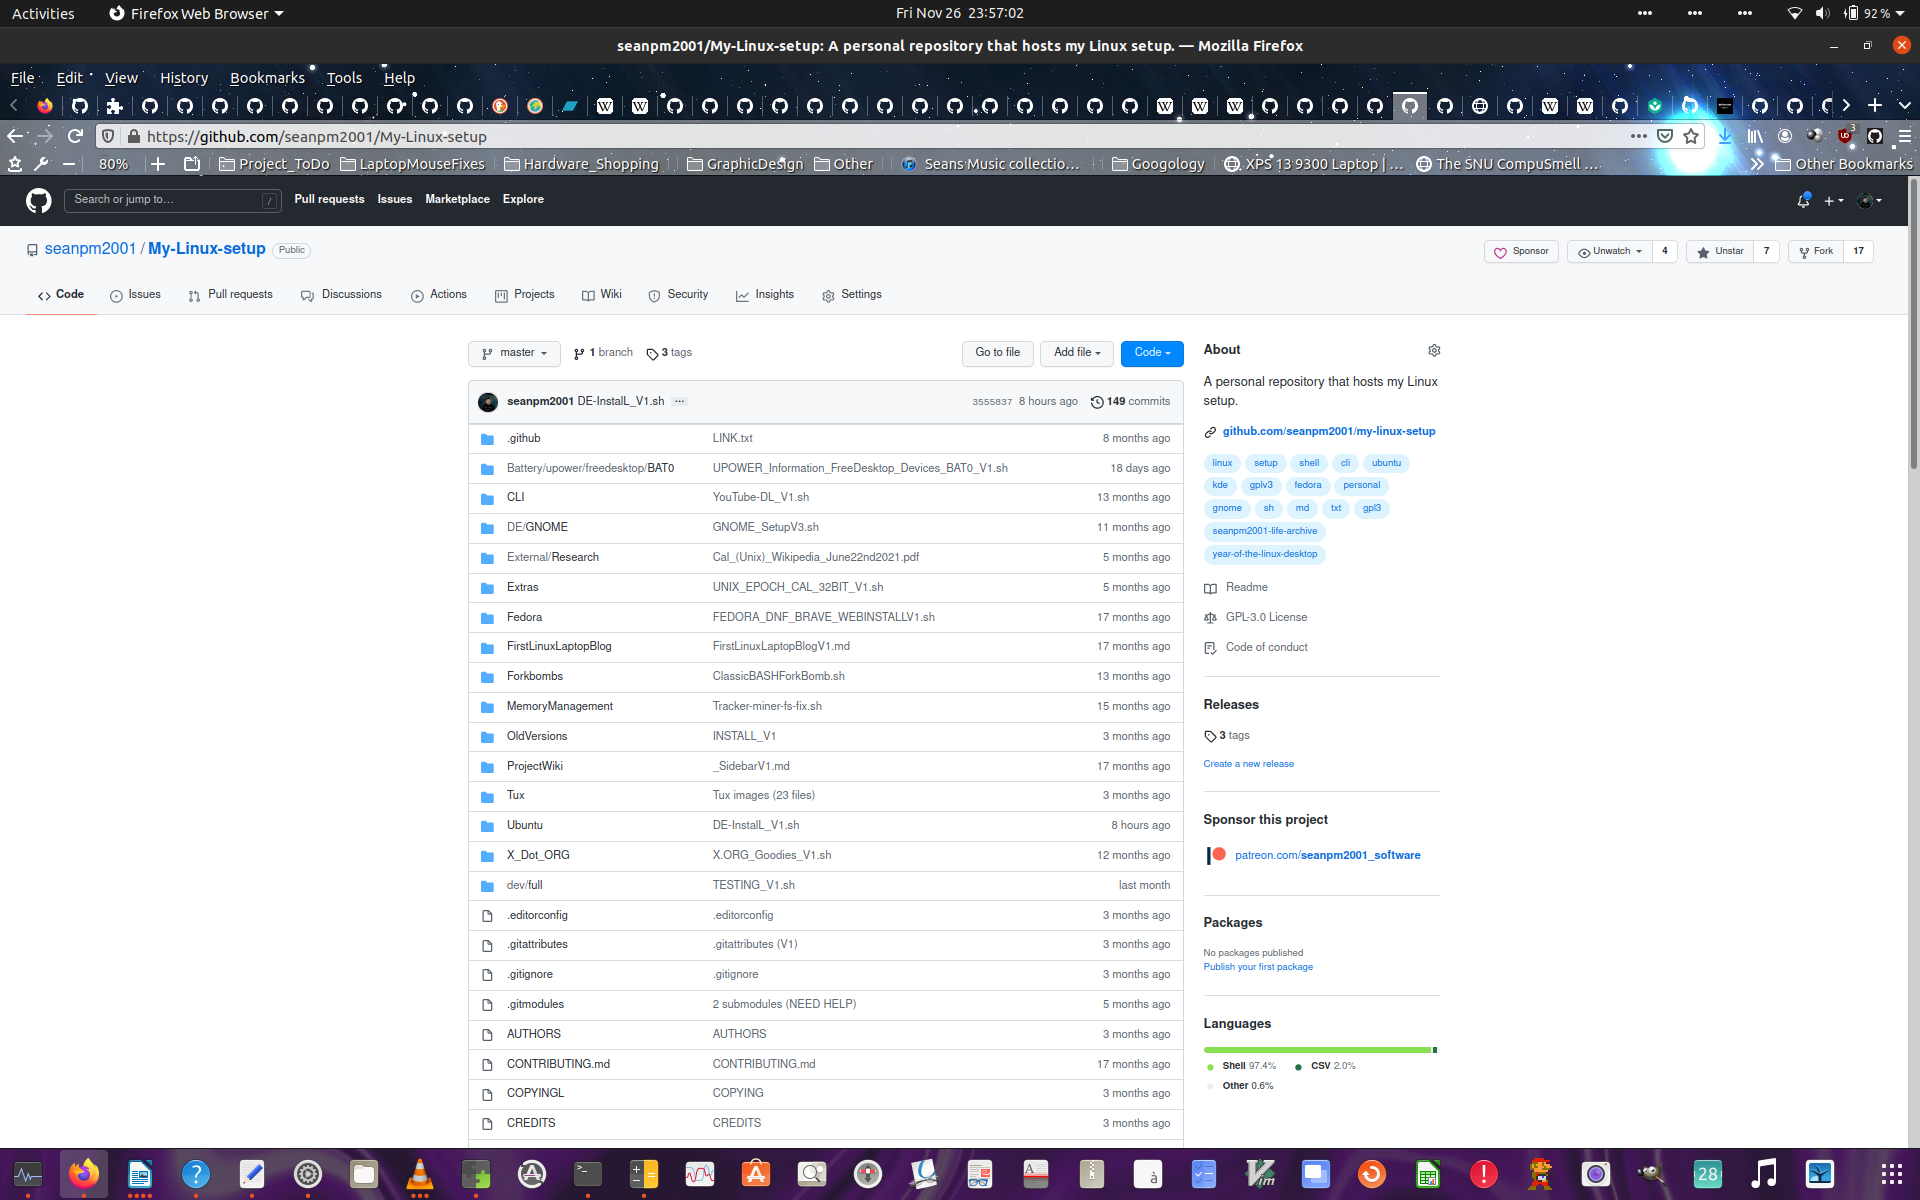 Activities Firefox Web Browser Fri Nov 26 23:57:02 92 %
seanpm2001/My-Linux-setup: A personal repository that hosts my Linux setup. — Mozilla Firefox
File Edit View History Bookmarks Tools Help
https://github.com/seanpm2001/My-Linux-setup 3
80% Project_ToDo LaptopMouseFixes Hardware_Shopping GraphicDesign Other Seans Music collectio… Googology XPS 13 9300 Laptop | … The SNU CompuSmell … Other Bookmarks
Search or jump to… / Pull requests Issues Marketplace Explore
seanpm2001 / My-Linux-setup Public Sponsor Unwatch 4 Unstar 7 Fork 17
Code Issues Pull requests Discussions Actions Projects Wiki Security Insights Settings
master 1 branch 3 tags Go to file Add file Code
seanpm2001 DE-InstalL_V1.sh ... 3555837 8 hours ago 149 commits
.github LINK.txt 8 months ago
Battery/upower/freedesktop/BAT0 UPOWER_Information_FreeDesktop_Devices_BAT0_V1.sh 18 days ago
CLI YouTube-DL_V1.sh 13 months ago
DE/GNOME GNOME_SetupV3.sh 11 months ago
External/Research Cal_(Unix)_Wikipedia_June22nd2021.pdf 5 months ago
Extras UNIX_EPOCH_CAL_32BIT_V1.sh 5 months ago
Fedora FEDORA_DNF_BRAVE_WEBINSTALLV1.sh 17 months ago
FirstLinuxLaptopBlog FirstLinuxLaptopBlogV1.md 17 months ago
Forkbombs ClassicBASHForkBomb.sh 13 months ago
MemoryManagement Tracker-miner-fs-fix.sh 15 months ago
OldVersions INSTALL_V1 3 months ago
ProjectWiki _SidebarV1.md 17 months ago
Tux Tux images (23 files) 3 months ago
Ubuntu DE-InstalL_V1.sh 8 hours ago
X_Dot_ORG X.ORG_Goodies_V1.sh 12 months ago
dev/full TESTING_V1.sh last month
.editorconfig .editorconfig 3 months ago
.gitattributes .gitattributes (V1) 3 months ago
.gitignore .gitignore 3 months ago
.gitmodules 2 submodules (NEED HELP) 5 months ago
AUTHORS AUTHORS 3 months ago
CONTRIBUTING.md CONTRIBUTING.md 17 months ago
COPYINGL COPYING 3 months ago
CREDITS CREDITS 3 months ago
About
A personal repository that hosts my Linux
setup.
github.com/seanpm2001/my-linux-setup
linux setup shell cli ubuntu
kde gplv3 fedora personal
gnome sh md txt gpl3
seanpm2001-life-archive
year-of-the-linux-desktop
Readme
GPL-3.0 License
Code of conduct
Releases
3 tags
Create a new release
Sponsor this project
patreon.com/seanpm2001_software
Packages
No packages published
Publish your first package
Languages
Shell 97.4% CSV 2.0%
Other 0.6%
28